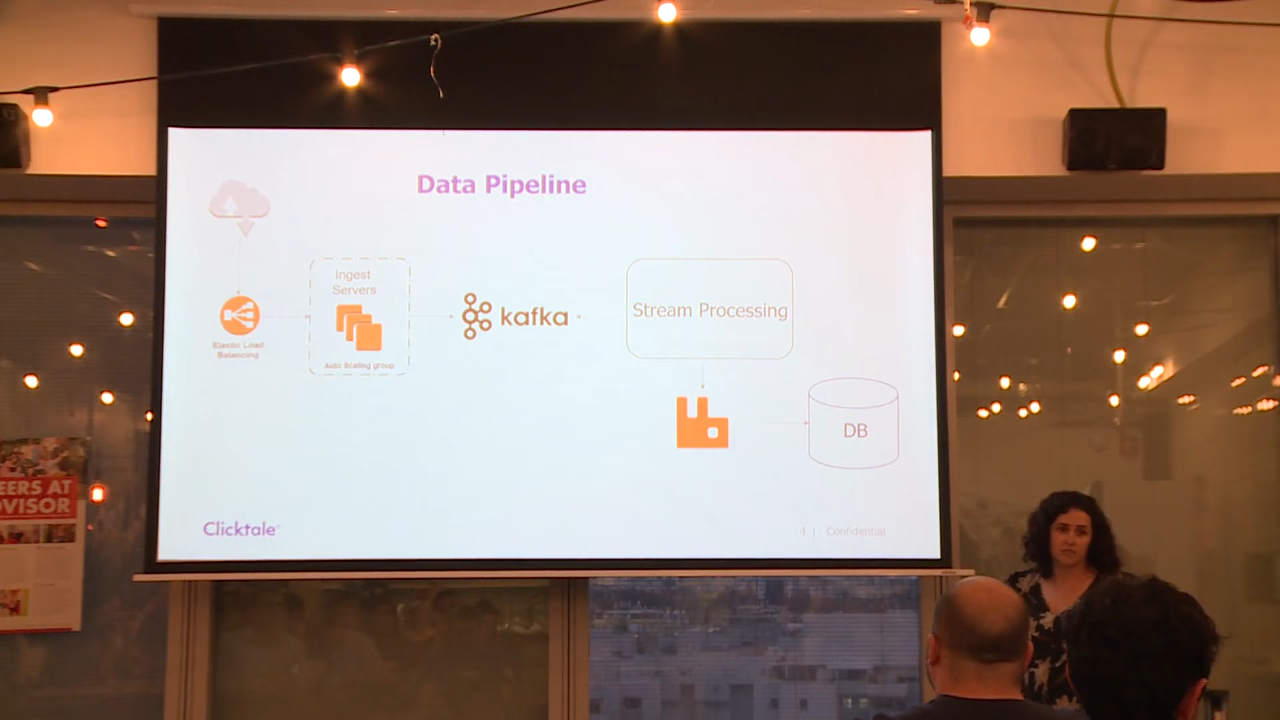 Data Pipeline
Ingest
Servers
Auto Scaling group
Elastic Load
Balancing
kafka
Stream Processing
DB
Clicktale
4 | Confidential
EERS AT
OVISOR